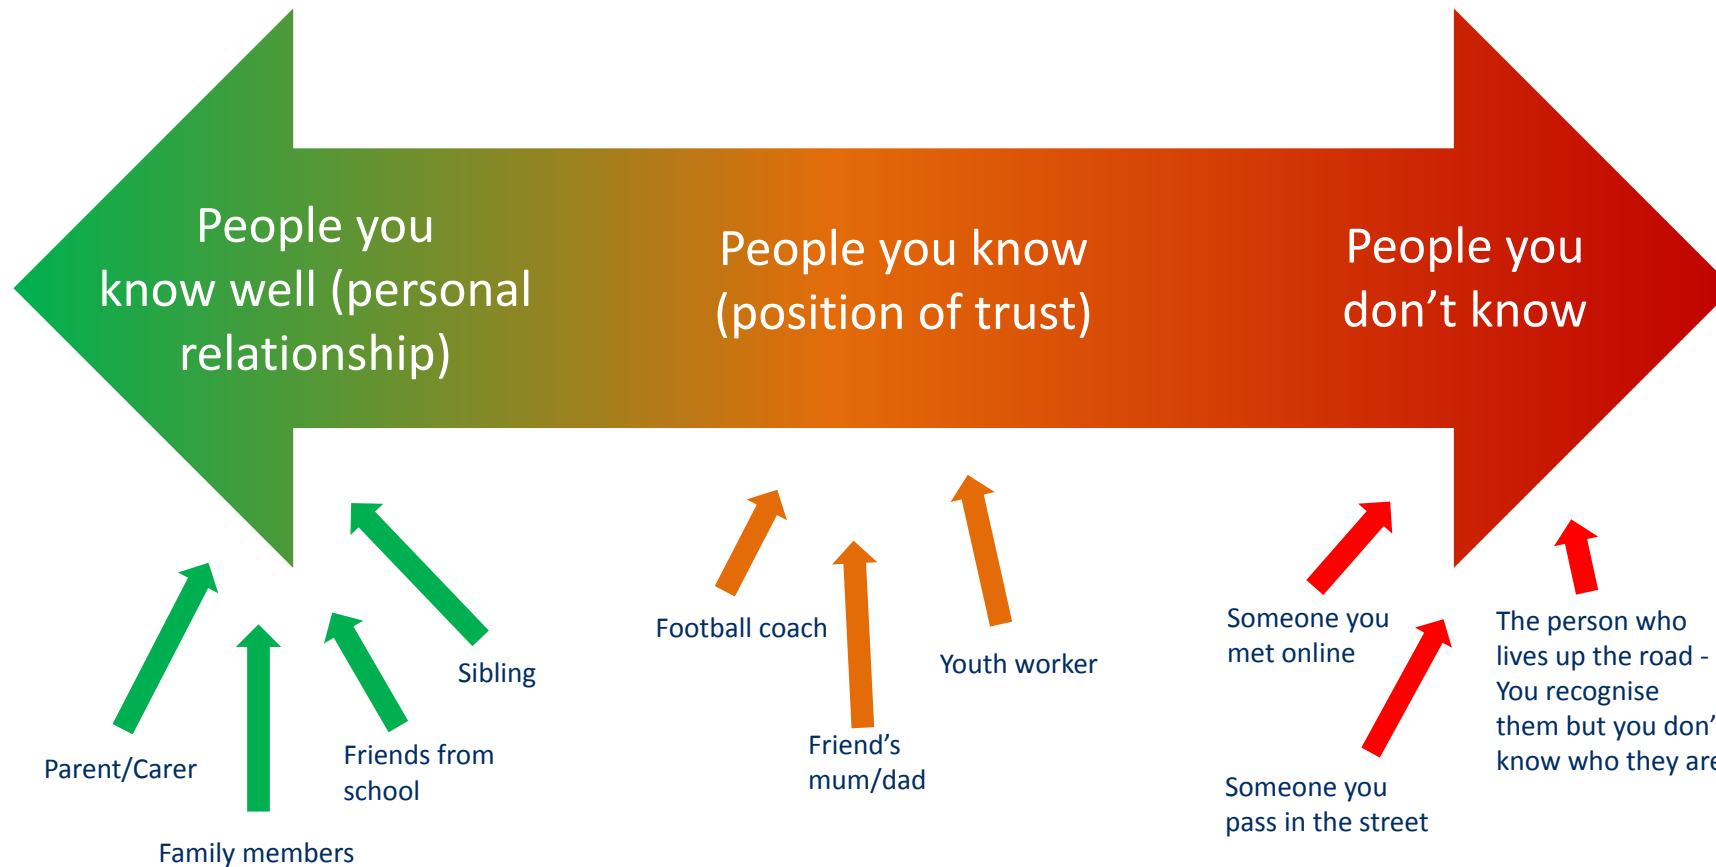 People you
know well (personal
relationship)
People you know
(position of trust)
People you
don’t know
Parent/Carer
Family members
Friends from
school
Sibling
Football coach
Friend’s
mum/dad
Youth worker
Someone you
met online
Someone you
pass in the street
The person who
lives up the road -
You recognise
them but you don’
know who they are